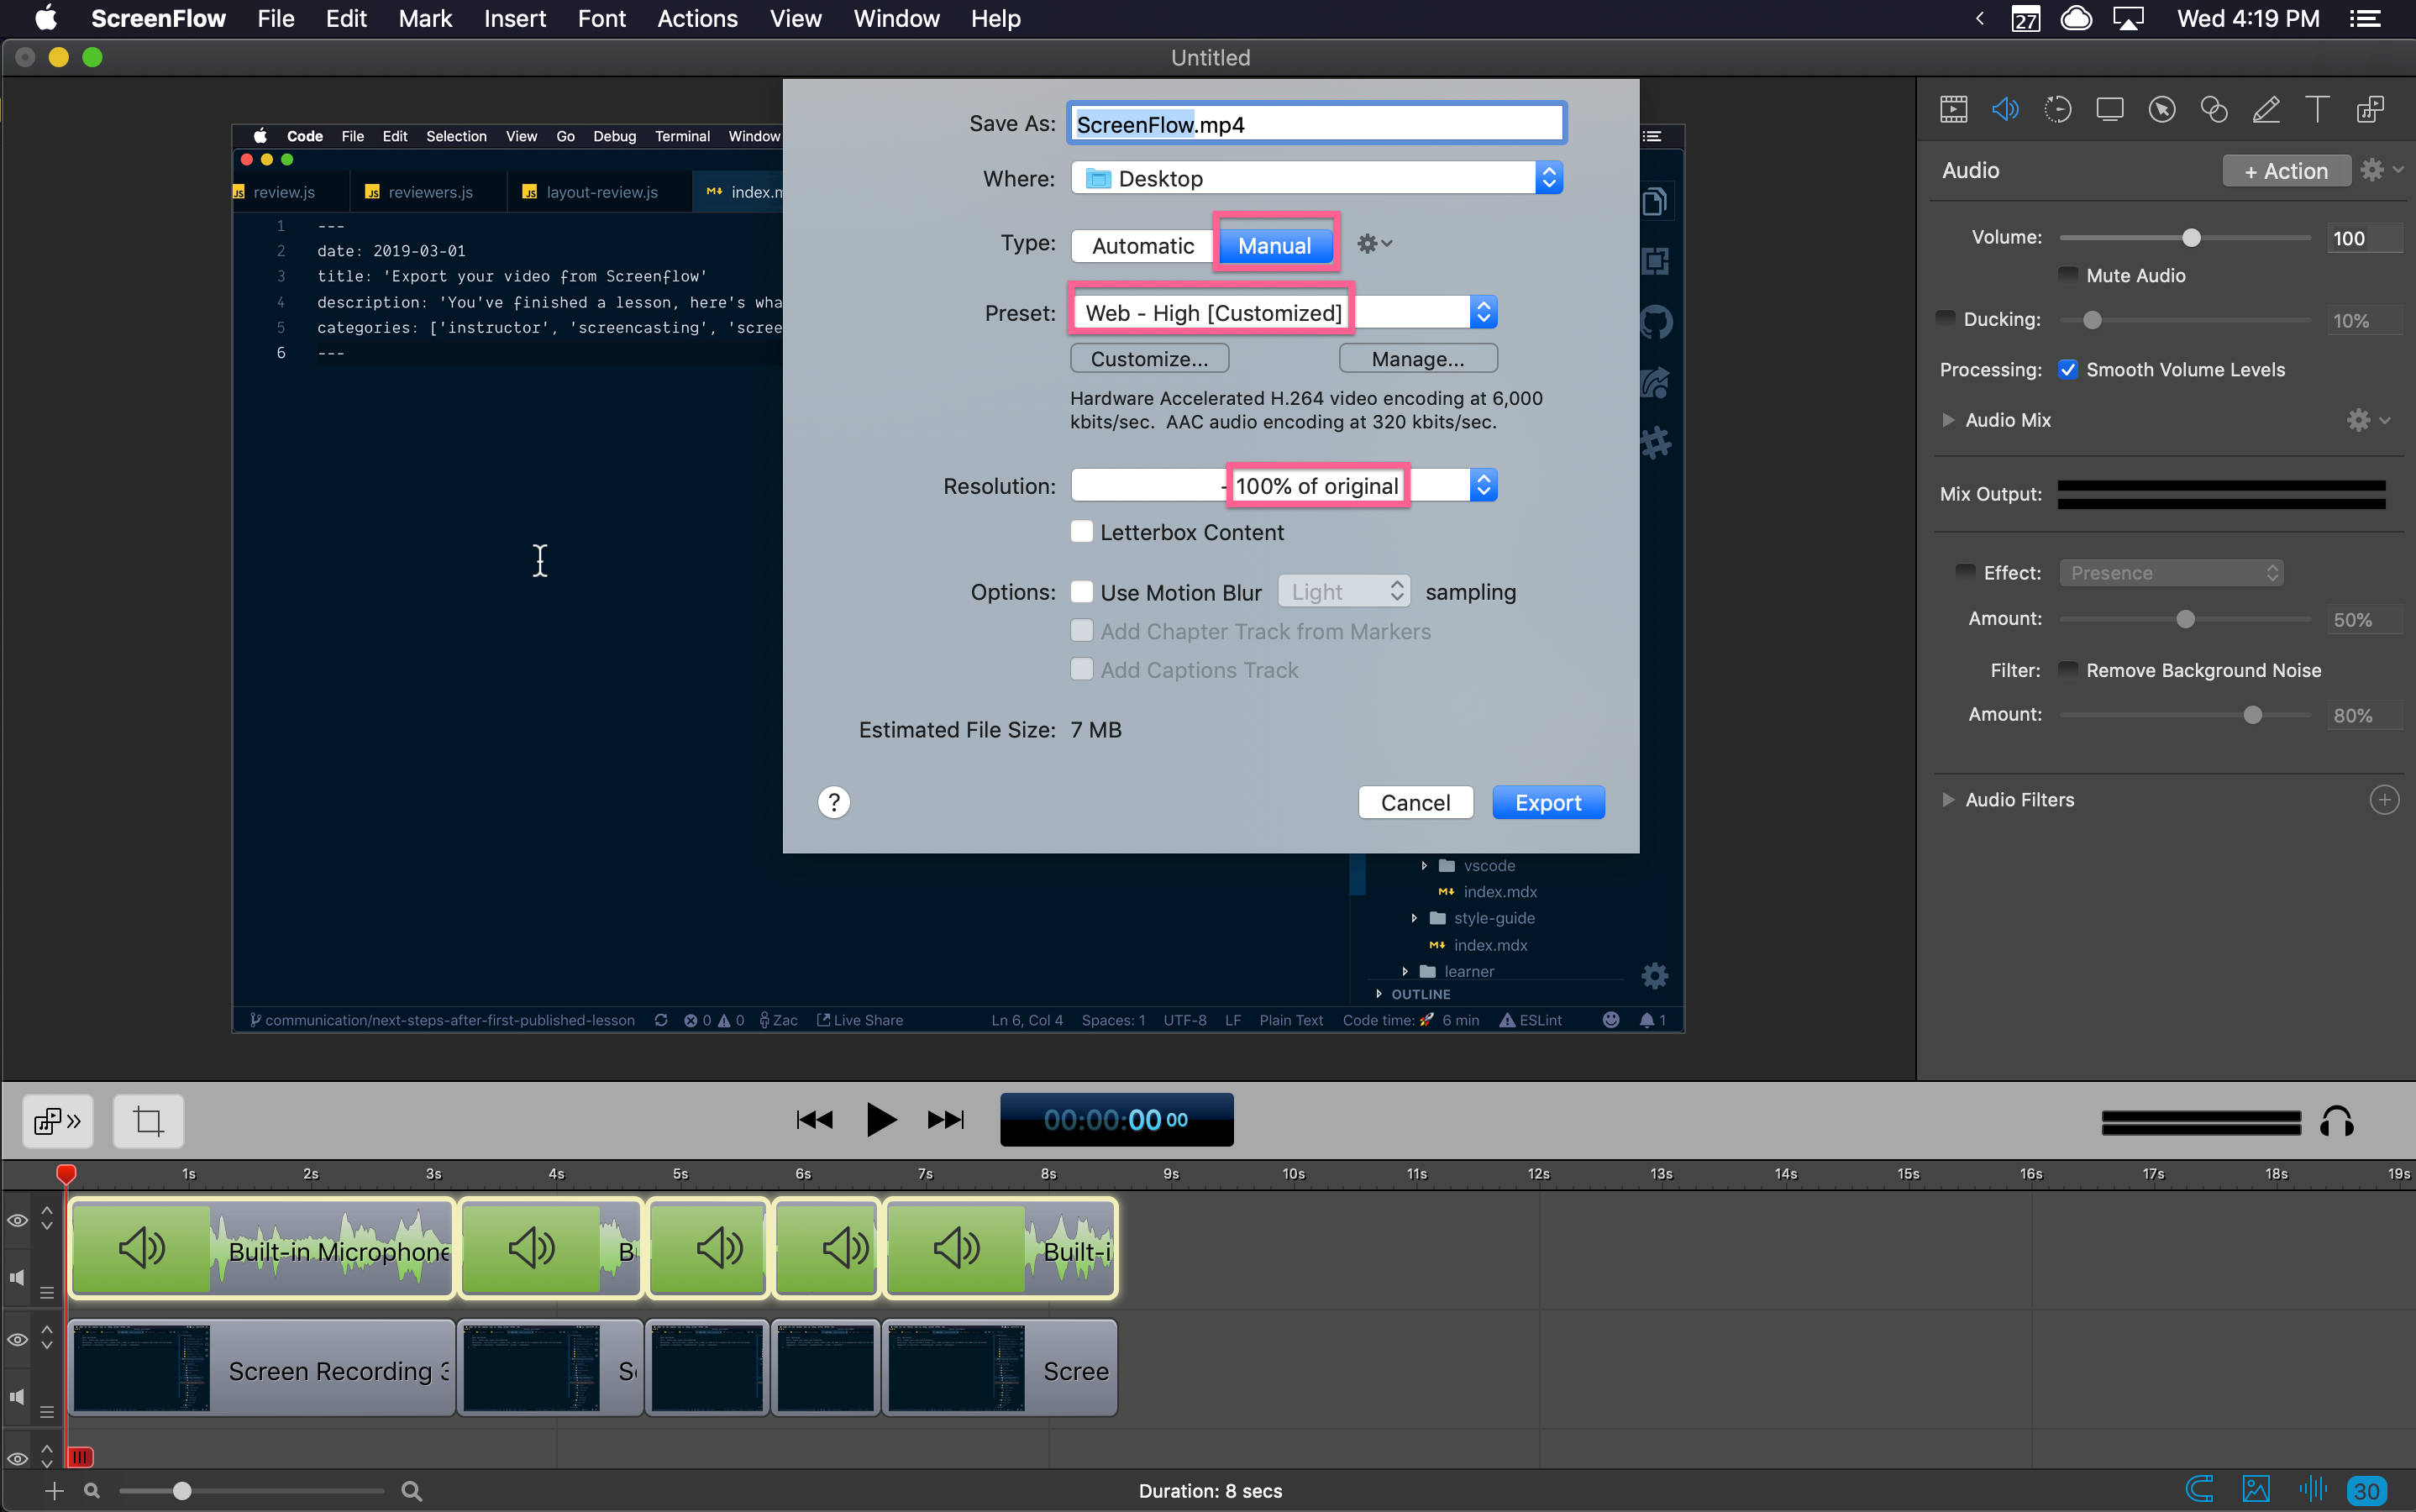 ScreenFlow File Edit Mark Insert Font Actions View Window Help
27 Wed 4:19 PM
Untitled
Code File Edit Selection View Go Debug Terminal Window
JS review.js JS reviewers.js JS layout-review.js M↓ index.m
1 ---
2 date: 2019-03-01
3 title: 'Export your video from Screenflow'
4 description: 'You've finished a lesson, here's wha
5 categories: ['instructor', 'screencasting', 'scree
6 ---
Save As: ScreenFlow.mp4
Where: Desktop
Type: Automatic Manual
Preset: Web - High [Customized]
Customize... Manage...
Hardware Accelerated H.264 video encoding at 6,000
kbits/sec. AAC audio encoding at 320 kbits/sec.
Resolution: - 100% of original
Letterbox Content
Options: Use Motion Blur Light sampling
Add Chapter Track from Markers
Add Captions Track
Estimated File Size: 7 MB
? Cancel Export
vscode
M↓ index.mdx
style-guide
M↓ index.mdx
learner
OUTLINE
communication/next-steps-after-first-published-lesson 0 0 Zac Live Share Ln 6, Col 4 Spaces: 1 UTF-8 LF Plain Text Code time: 🚀 6 min ESLint 1
Audio + Action
Volume: 100
Mute Audio
Ducking: 10%
Processing: Smooth Volume Levels
Audio Mix
Mix Output:
Effect: Presence
Amount: 50%
Filter: Remove Background Noise
Amount: 80%
Audio Filters
00:00:00 00
1s 2s 3s 4s 5s 6s 7s 8s 9s 10s 11s 12s 13s 14s 15s 16s 17s 18s 19s
Built-in Microphone B Built-i
Screen Recording 3 S Scree
Duration: 8 secs
30